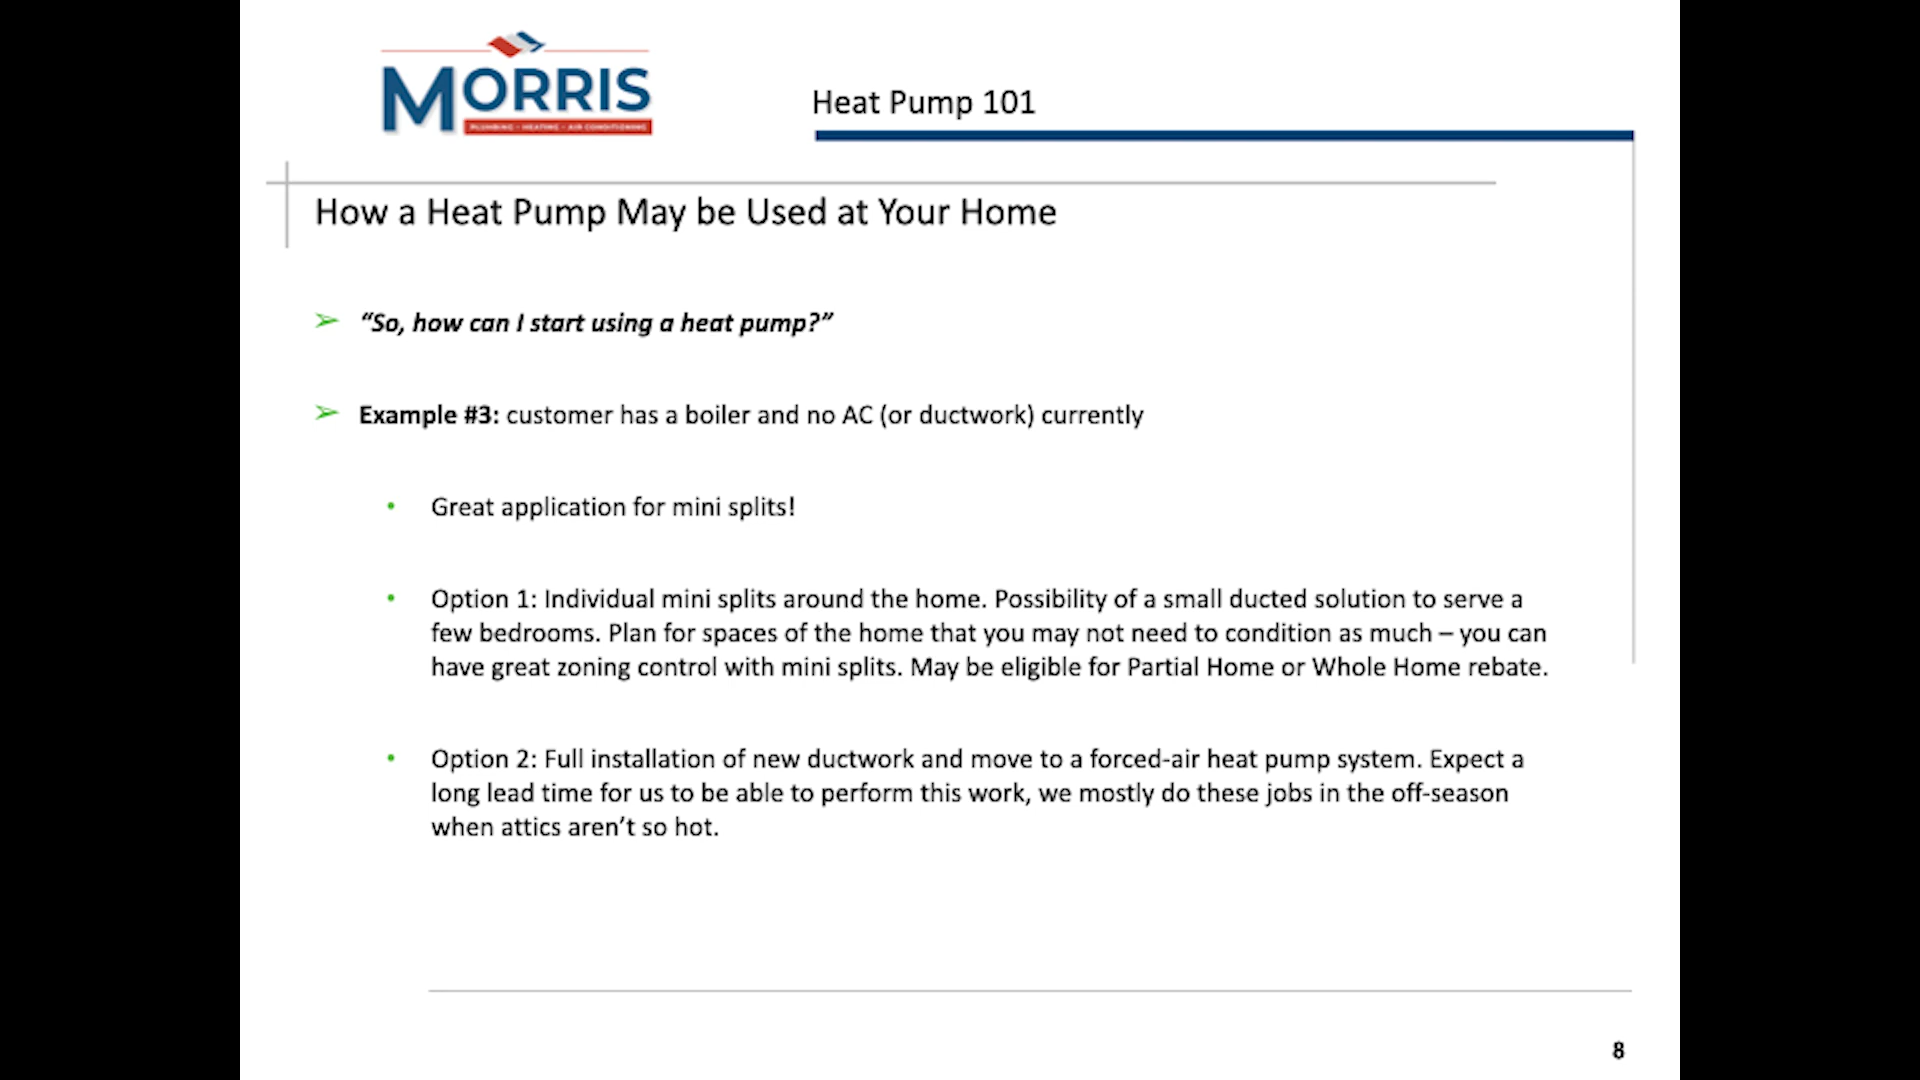 MORRIS
PLUMBING • HEATING • AIR CONDITIONING
Heat Pump 101
How a Heat Pump May be Used at Your Home
➢ “So, how can I start using a heat pump?”
➢ Example #3: customer has a boiler and no AC (or ductwork) currently
• Great application for mini splits!
• Option 1: Individual mini splits around the home. Possibility of a small ducted solution to serve a
few bedrooms. Plan for spaces of the home that you may not need to condition as much – you can
have great zoning control with mini splits. May be eligible for Partial Home or Whole Home rebate.
• Option 2: Full installation of new ductwork and move to a forced-air heat pump system. Expect a
long lead time for us to be able to perform this work, we mostly do these jobs in the off-season
when attics aren’t so hot.
8